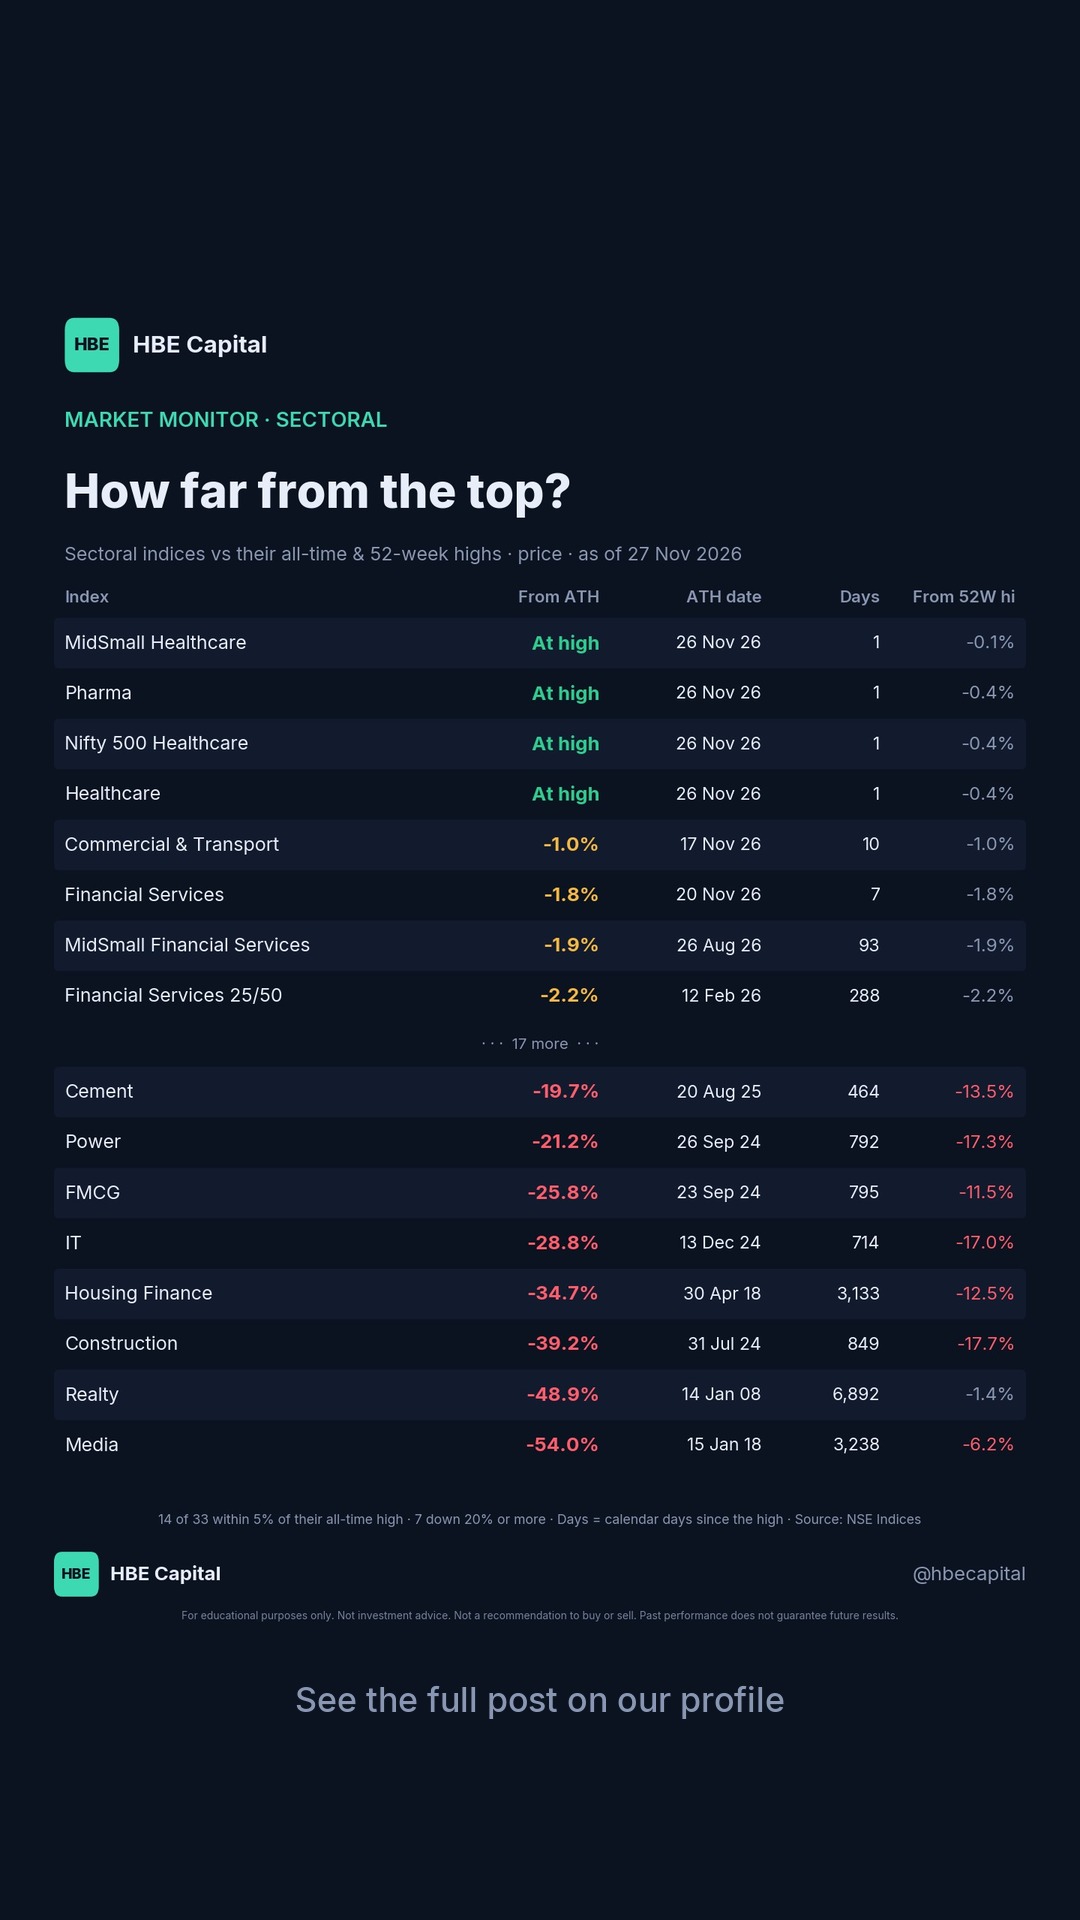 HBE HBE Capital
MARKET MONITOR · SECTORAL
How far from the top?
Sectoral indices vs their all-time & 52-week highs · price · as of 27 Nov 2026
Index From ATH ATH date Days From 52W hi
MidSmall Healthcare At high 26 Nov 26 1 -0.1%
Pharma At high 26 Nov 26 1 -0.4%
Nifty 500 Healthcare At high 26 Nov 26 1 -0.4%
Healthcare At high 26 Nov 26 1 -0.4%
Commercial & Transport -1.0% 17 Nov 26 10 -1.0%
Financial Services -1.8% 20 Nov 26 7 -1.8%
MidSmall Financial Services -1.9% 26 Aug 26 93 -1.9%
Financial Services 25/50 -2.2% 12 Feb 26 288 -2.2%
· · · 17 more · · ·
Cement -19.7% 20 Aug 25 464 -13.5%
Power -21.2% 26 Sep 24 792 -17.3%
FMCG -25.8% 23 Sep 24 795 -11.5%
IT -28.8% 13 Dec 24 714 -17.0%
Housing Finance -34.7% 30 Apr 18 3,133 -12.5%
Construction -39.2% 31 Jul 24 849 -17.7%
Realty -48.9% 14 Jan 08 6,892 -1.4%
Media -54.0% 15 Jan 18 3,238 -6.2%
14 of 33 within 5% of their all-time high · 7 down 20% or more · Days = calendar days since the high · Source: NSE Indices
HBE HBE Capital @hbecapital
For educational purposes only. Not investment advice. Not a recommendation to buy or sell. Past performance does not guarantee future results.
See the full post on our profile